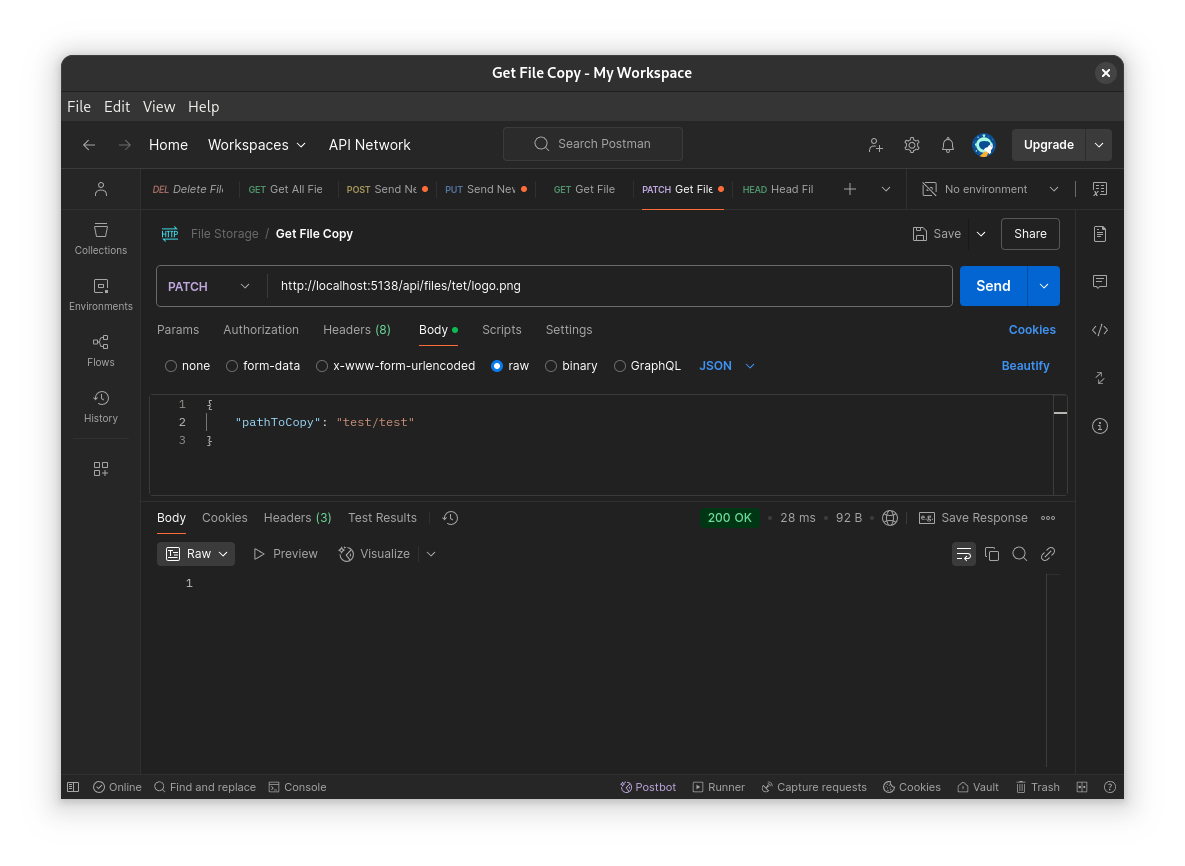 Get File Copy - My Workspace
File Edit View Help
Home Workspaces API Network Search Postman Upgrade
DEL Delete File GET Get All File POST Send Ne PUT Send New GET Get File PATCH Get File HEAD Head Fil No environment
HTTP File Storage / Get File Copy Save Share
Collections
Environments
Flows
History
PATCH http://localhost:5138/api/files/tet/logo.png Send
Params Authorization Headers (8) Body Scripts Settings Cookies
none form-data x-www-form-urlencoded raw binary GraphQL JSON Beautify
1 {
2 "pathToCopy": "test/test"
3 }
Body Cookies Headers (3) Test Results 200 OK • 28 ms • 92 B • e.g. Save Response
Raw Preview Visualize
1
Online Find and replace Console Postbot Runner Capture requests Cookies Vault Trash